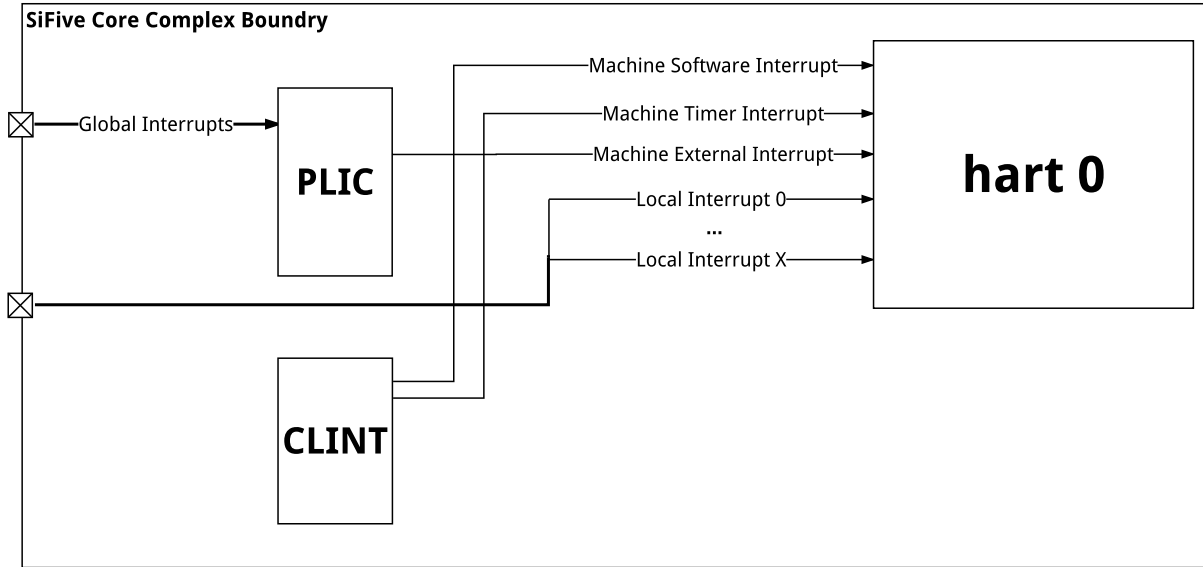 SiFive Core Complex Boundry
Machine Software Interrupt
Global Interrupts
Machine Timer Interrupt
Machine External Interrupt
PLIC
hart 0
Local Interrupt 0
...
Local Interrupt X
CLINT